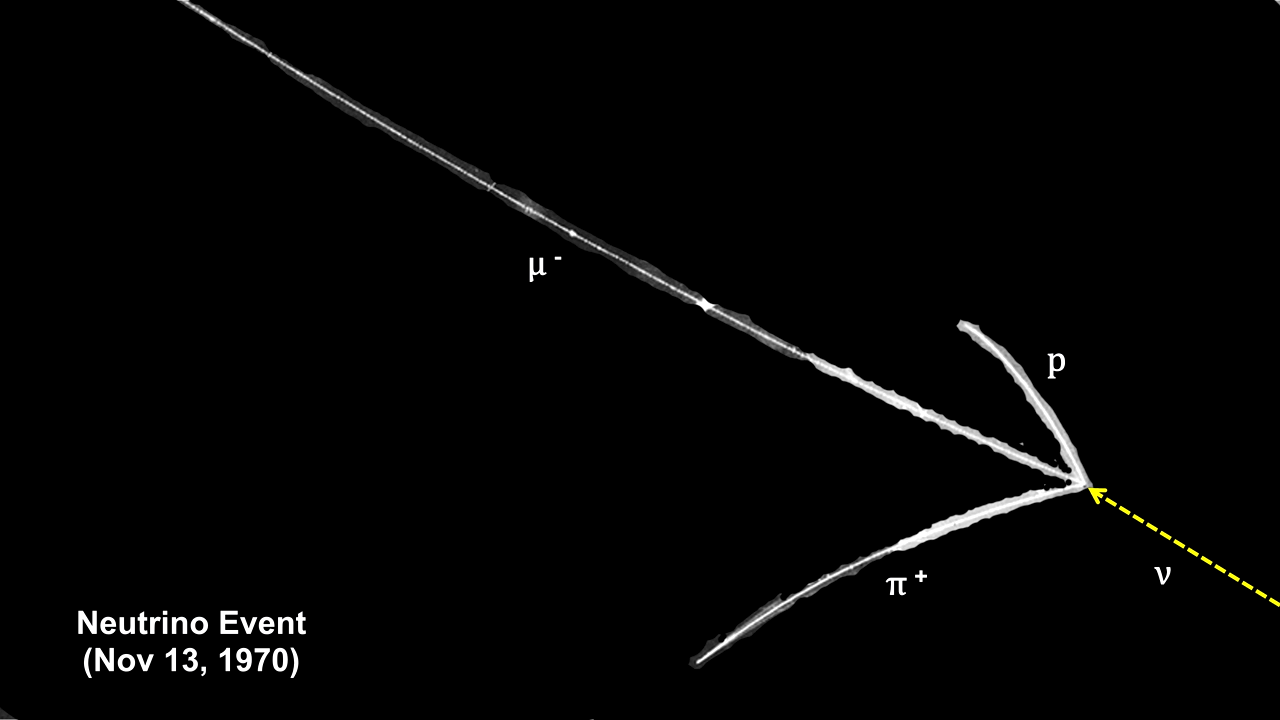 μ -
p
ν
π +
Neutrino Event
(Nov 13, 1970)